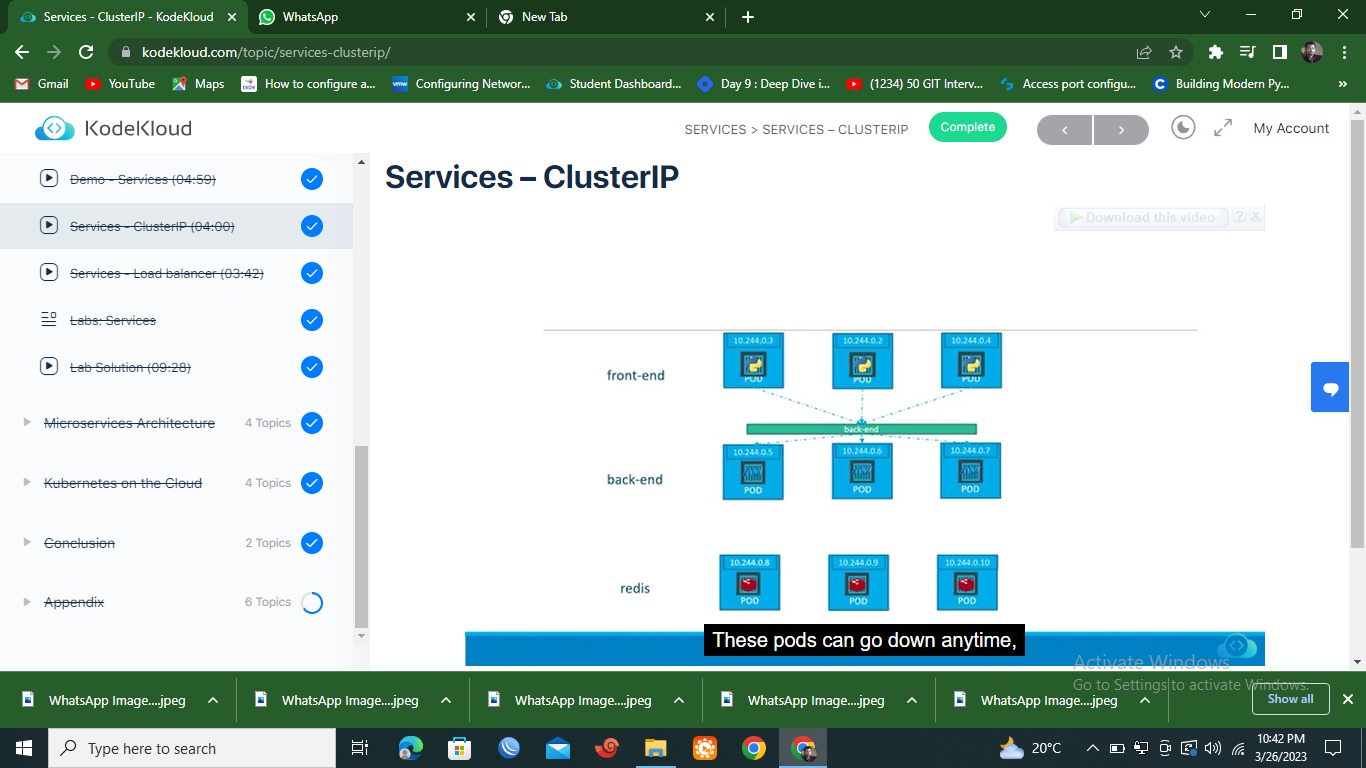 Services - ClusterIP - KodeKloud
WhatsApp
New Tab
kodekloud.com/topic/services-clusterip/
Gmail
YouTube
Maps
How to configure a...
Configuring Networ...
Student Dashboard...
Day 9 : Deep Dive i...
(1234) 50 GIT Interv...
Access port configu...
Building Modern Py...
»
KodeKloud
SERVICES > SERVICES – CLUSTERIP
Complete
<
>
My Account
Demo - Services (04:59)
Services - ClusterIP (04:00)
Services - Load balancer (03:42)
Labs: Services
Lab Solution (09:28)
Microservices Architecture
4 Topics
Kubernetes on the Cloud
4 Topics
Conclusion
2 Topics
Appendix
6 Topics
Services – ClusterIP
Download this video
?
X
front-end
10.244.0.3
POD
10.244.0.2
POD
10.244.0.4
POD
back-end
back-end
10.244.0.5
POD
10.244.0.6
POD
10.244.0.7
POD
redis
10.244.0.8
POD
10.244.0.9
POD
10.244.0.10
POD
These pods can go down anytime,
Activate Windows
Go to Settings to activate Windows.
WhatsApp Image....jpeg
WhatsApp Image....jpeg
WhatsApp Image....jpeg
WhatsApp Image....jpeg
WhatsApp Image....jpeg
Show all
Type here to search
20°C
10:42 PM
3/26/2023